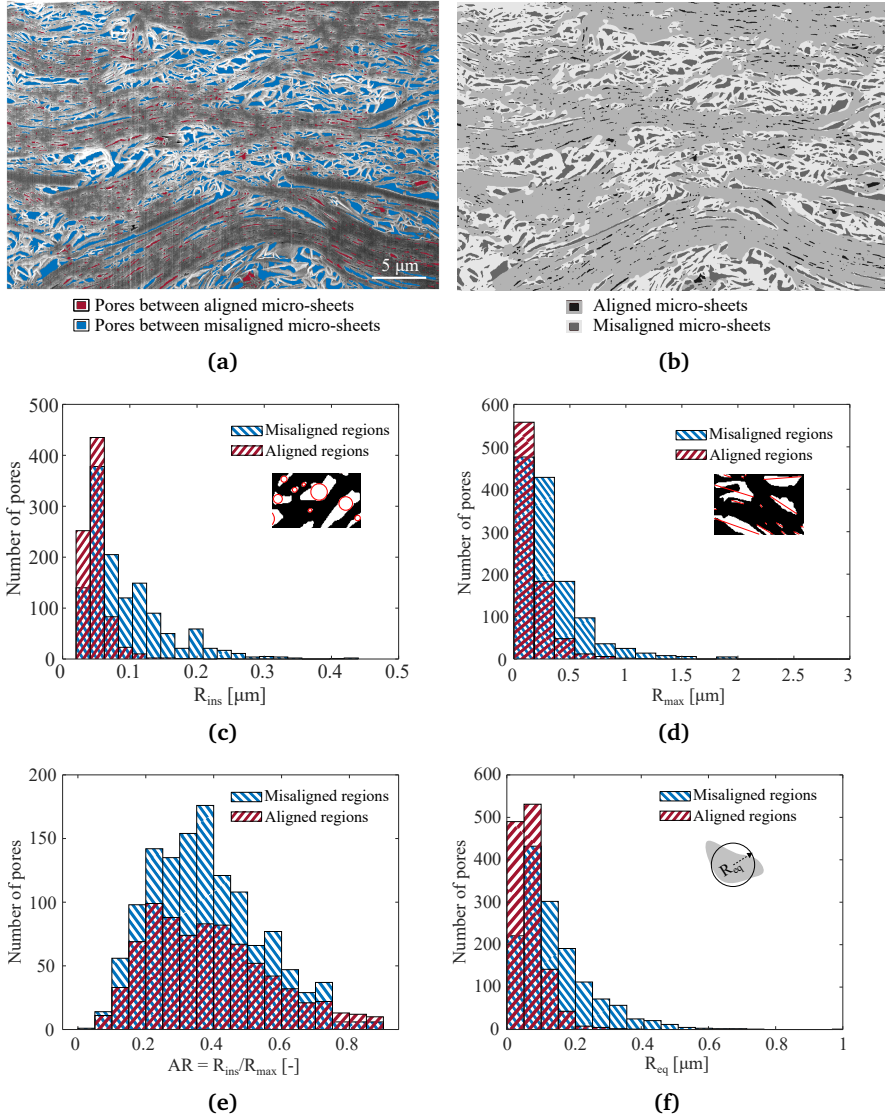 5 μm
Pores between aligned micro-sheets
Pores between misaligned micro-sheets
Aligned micro-sheets
Misaligned micro-sheets
(a)
(b)
500
400
300
200
100
0
Number of pores
Misaligned regions
Aligned regions
0
0.1
0.2
0.3
0.4
0.5
R_ins [μm]
(c)
600
500
400
300
200
100
0
Number of pores
Misaligned regions
Aligned regions
0
0.5
1
1.5
2
2.5
3
R_max [μm]
(d)
200
150
100
50
0
Number of pores
Misaligned regions
Aligned regions
0
0.2
0.4
0.6
0.8
AR = R_ins/R_max [-]
(e)
600
500
400
300
200
100
0
Number of pores
Misaligned regions
Aligned regions
R_eq
0
0.2
0.4
0.6
0.8
1
R_eq [μm]
(f)